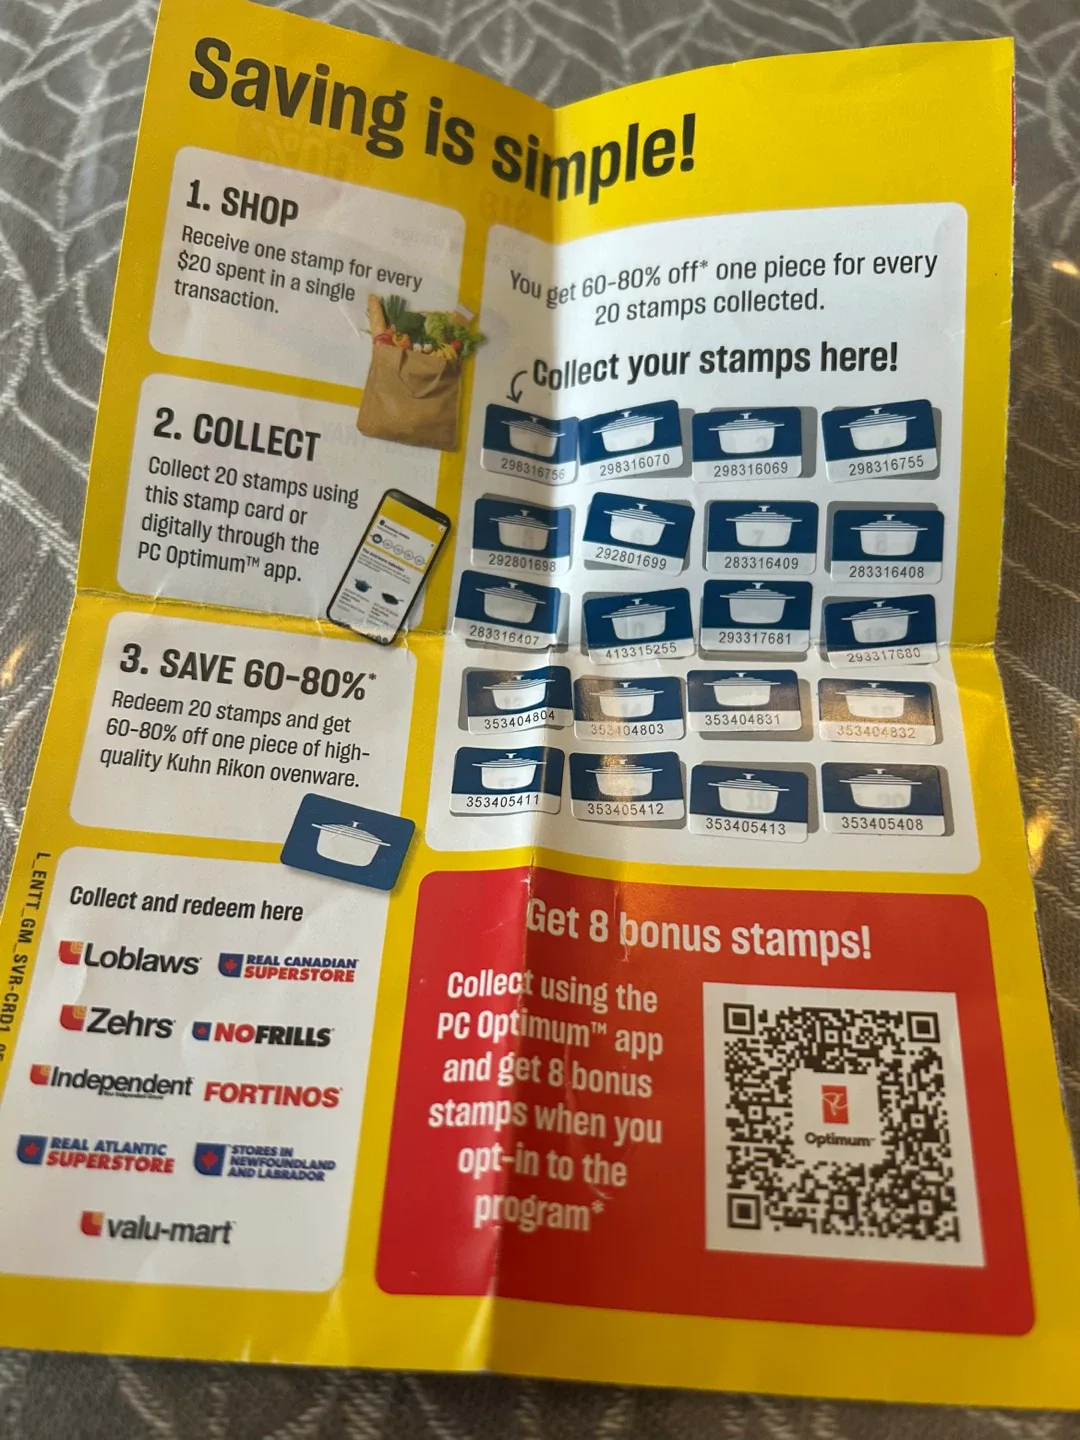 Saving is simple!
1. SHOP
Receive one stamp for every
$20 spent in a single
transaction.
2. COLLECT
Collect 20 stamps using
this stamp card or
digitally through the
PC Optimum™ app.
3. SAVE 60-80%*
Redeem 20 stamps and get
60-80% off one piece of high-
quality Kuhn Rikon ovenware.
Collect and redeem here
Loblaws REAL CANADIAN
SUPERSTORE
Zehrs NOFRILLS
Independent FORTINOS
REAL ATLANTIC
SUPERSTORE
STORES IN
NEWFOUNDLAND
AND LABRADOR
valu-mart
L_ENTT_GM_SVR-CRD1
You get 60-80% off* one piece for every
20 stamps collected.
Collect your stamps here!
298316756 298316070 298316069 298316755
292801698 292801699 283316409 283316408
283316407 413315255 293317681 293317680
353404804 353404803 353404831 353404832
353405411 353405412 353405413 353405408
Get 8 bonus stamps!
Collect using the
PC Optimum™ app
and get 8 bonus
stamps when you
opt-in to the
program*
Optimum™